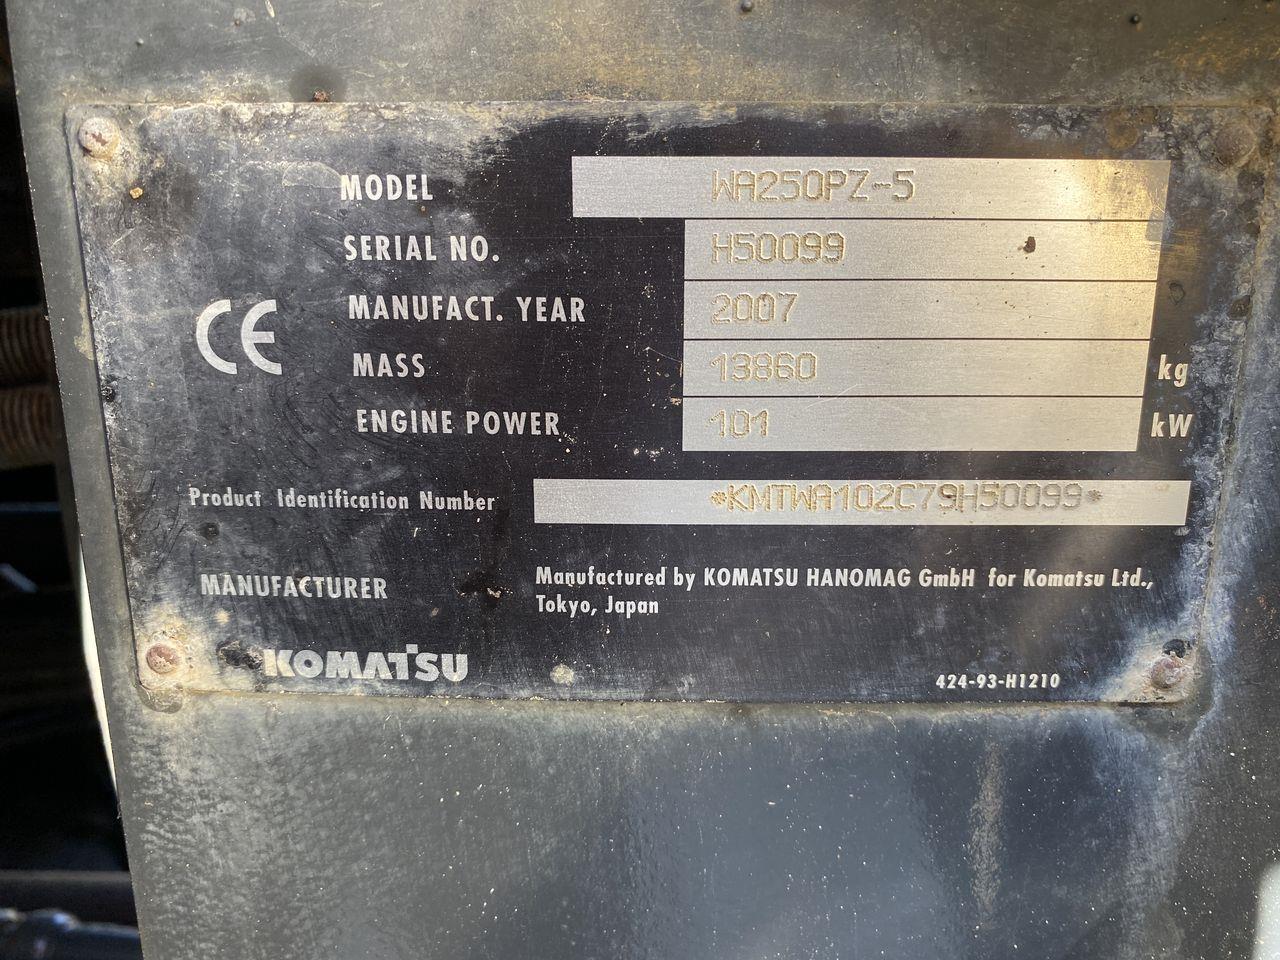 MODEL WA250PZ-5
SERIAL NO. H50099
MANUFACT. YEAR 2007
MASS 13860 kg
ENGINE POWER 101 kW
CE
Product Identification Number *KMTWA102C79H50099*
MANUFACTURER Manufactured by KOMATSU HANOMAG GmbH for Komatsu Ltd.,
Tokyo, Japan
KOMATSU
424-93-H1210